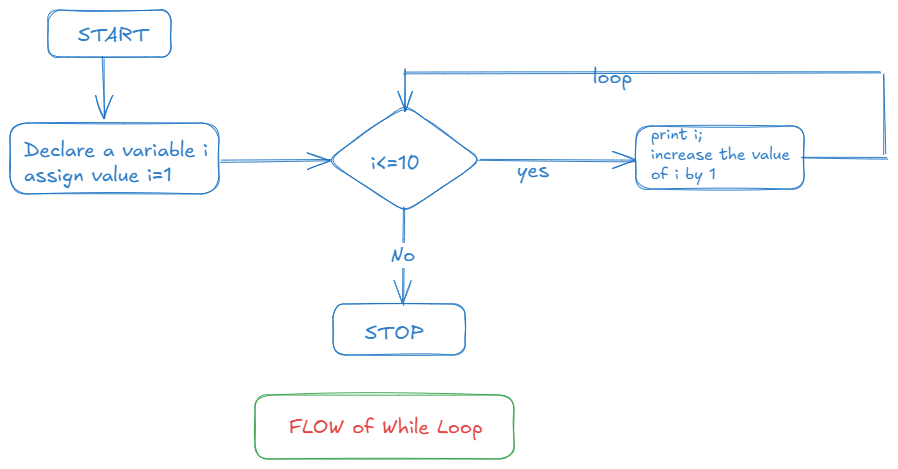 START
loop
Declare a variable i
assign value i=1
i<=10
yes
print i;
increase the value
of i by 1
No
STOP
FLOW of While Loop